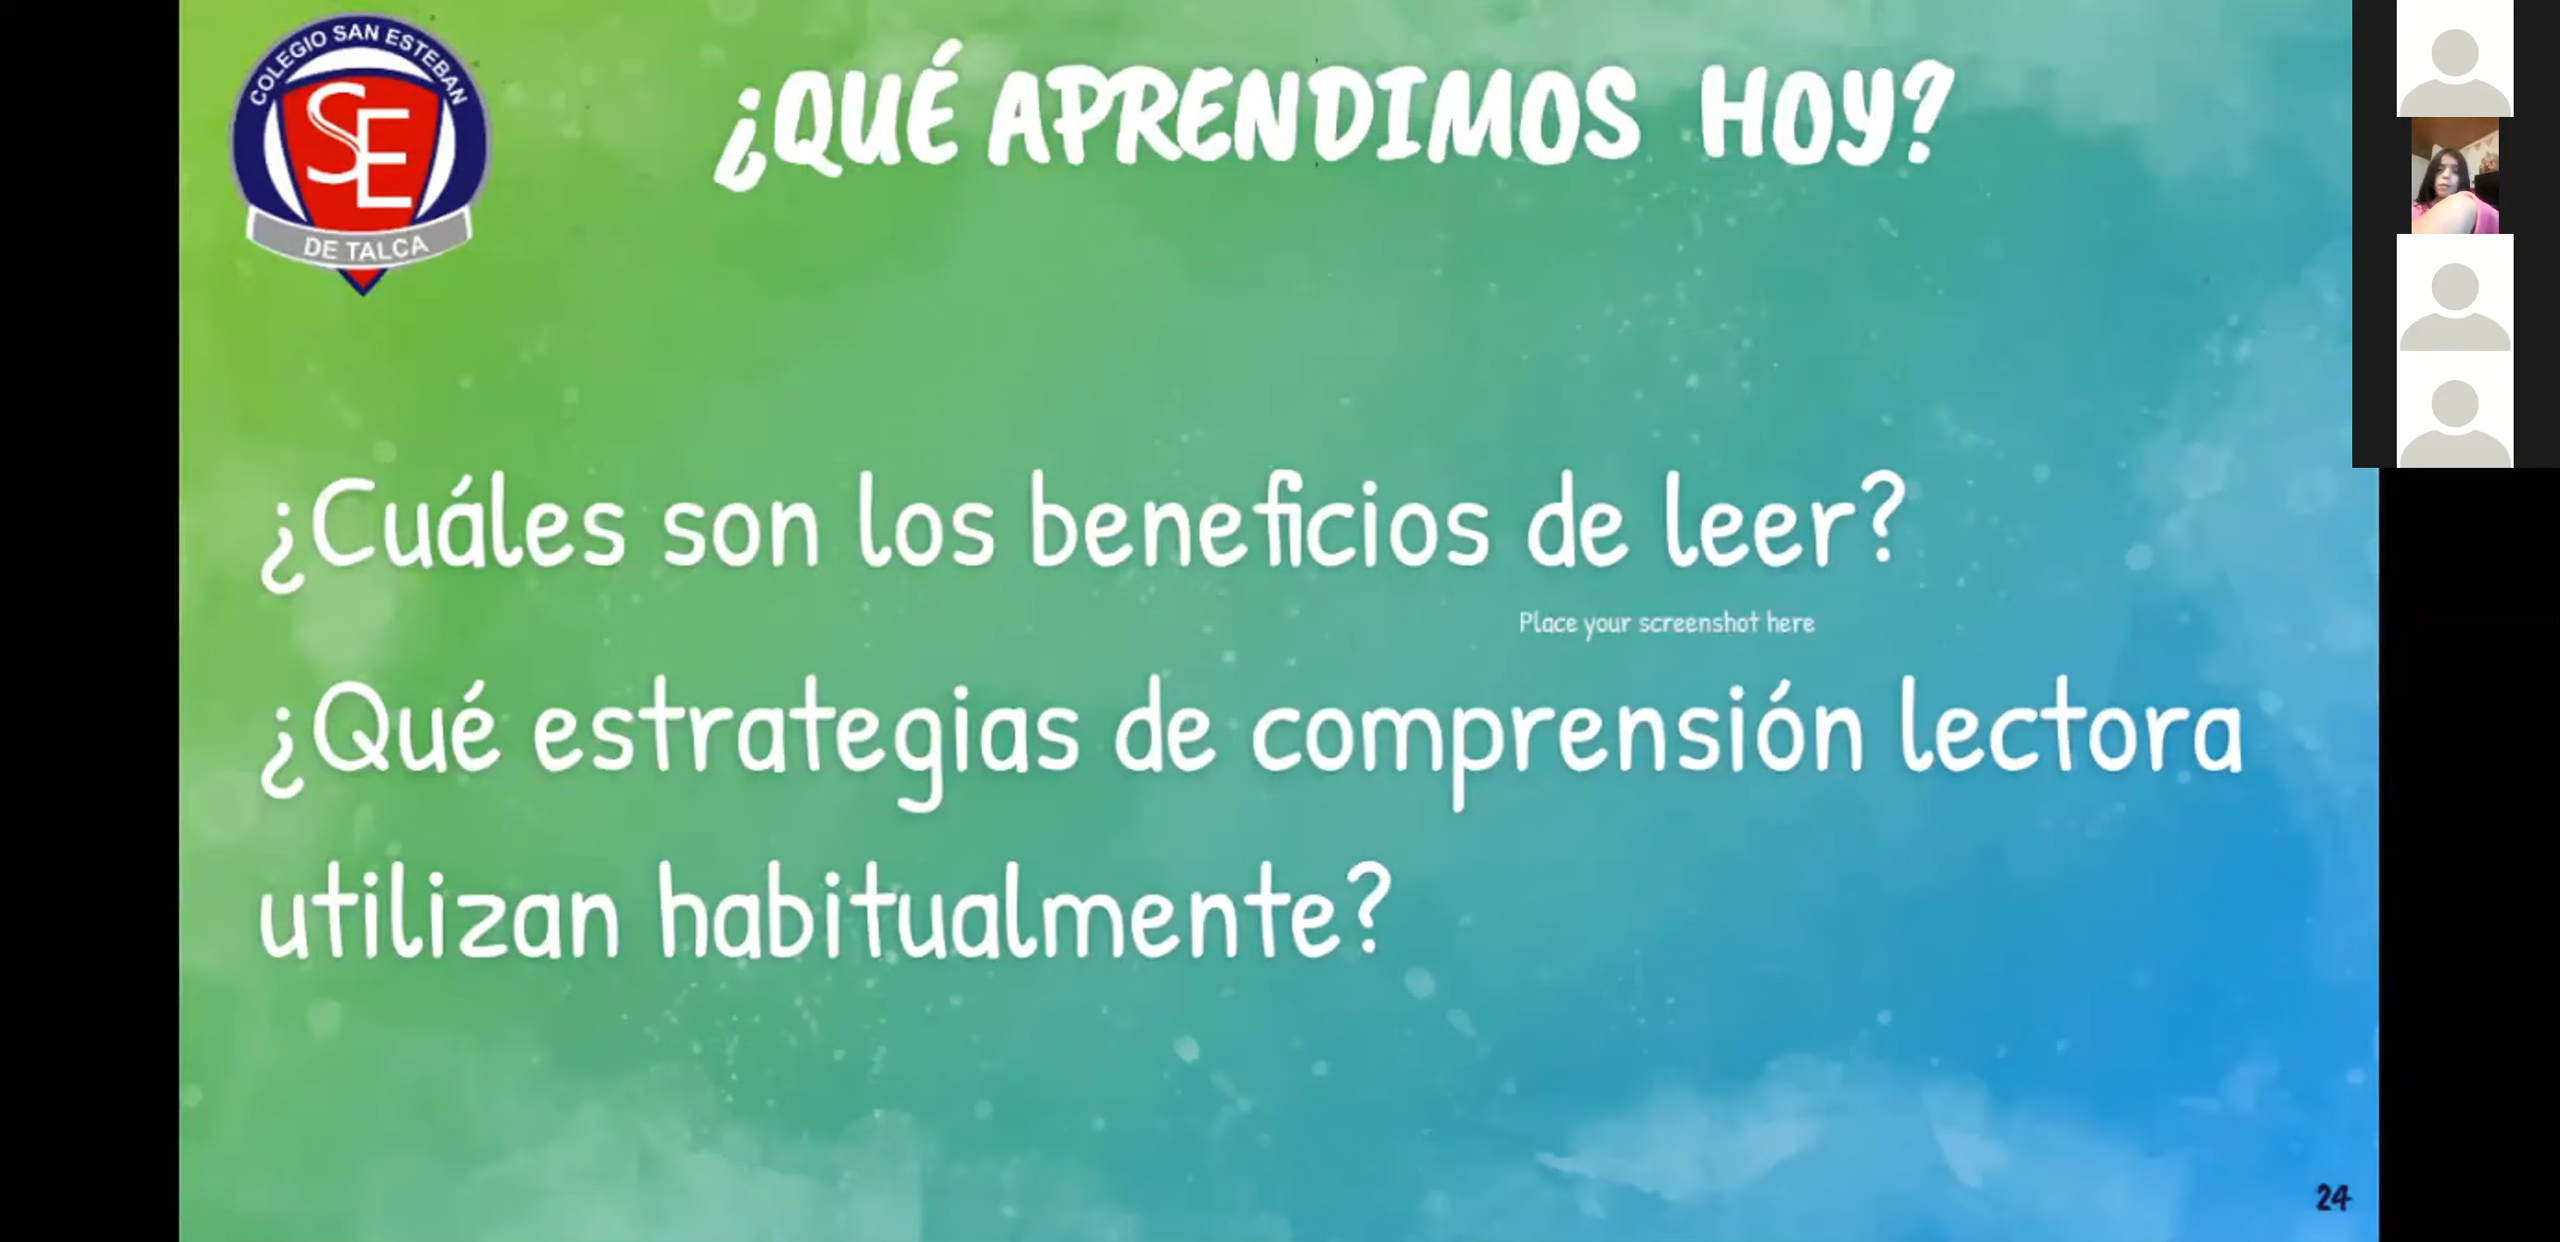 COLEGIO SAN ESTEBAN
SE
DE TALCA
¿QUÉ APRENDIMOS HOY?
¿Cuáles son los beneficios de leer?
Place your screenshot here
¿Qué estrategias de comprensión lectora
utilizan habitualmente?
24